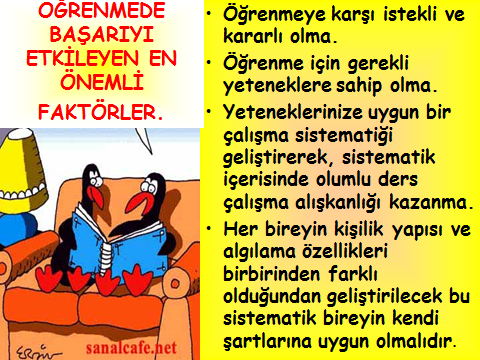 ÖĞRENMEDE
BAŞARIYI
ETKİLEYEN EN
ÖNEMLİ
FAKTÖRLER.
• Öğrenmeye karşı istekli ve
kararlı olma.
• Öğrenme için gerekli
yeteneklere sahip olma.
• Yeteneklerinize uygun bir
çalışma sistematiği
geliştirerek, sistematik
içerisinde olumlu ders
çalışma alışkanlığı kazanma.
• Her bireyin kişilik yapısı ve
algılama özellikleri
birbirinden farklı
olduğundan geliştirilecek bu
sistematik bireyin kendi
şartlarına uygun olmalıdır.
sanalcafe.net